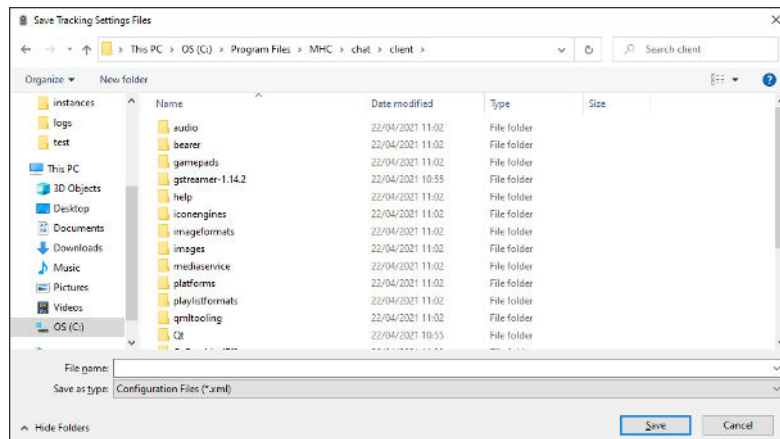 Save Tracking Settings Files
This PC > OS (C:) > Program Files > MHC > chat > client >
Search client
Organize
New folder
instances
logs
test
This PC
3D Objects
Desktop
Documents
Downloads
Music
Pictures
Videos
OS (C:)
Name Date modified Type Size
audio 22/04/2021 11:02 File folder
bearer 22/04/2021 11:02 File folder
gamepads 22/04/2021 11:02 File folder
gstreamer-1.14.2 22/04/2021 10:55 File folder
help 22/04/2021 11:02 File folder
iconengines 22/04/2021 11:02 File folder
imageformats 22/04/2021 11:02 File folder
images 22/04/2021 11:02 File folder
mediaservice 22/04/2021 11:02 File folder
platforms 22/04/2021 11:02 File folder
playlistformats 22/04/2021 11:02 File folder
qmltooling 22/04/2021 11:02 File folder
Qt 22/04/2021 10:55 File folder
File name:
Save as type: Configuration Files (*.xml)
Hide Folders
Save
Cancel